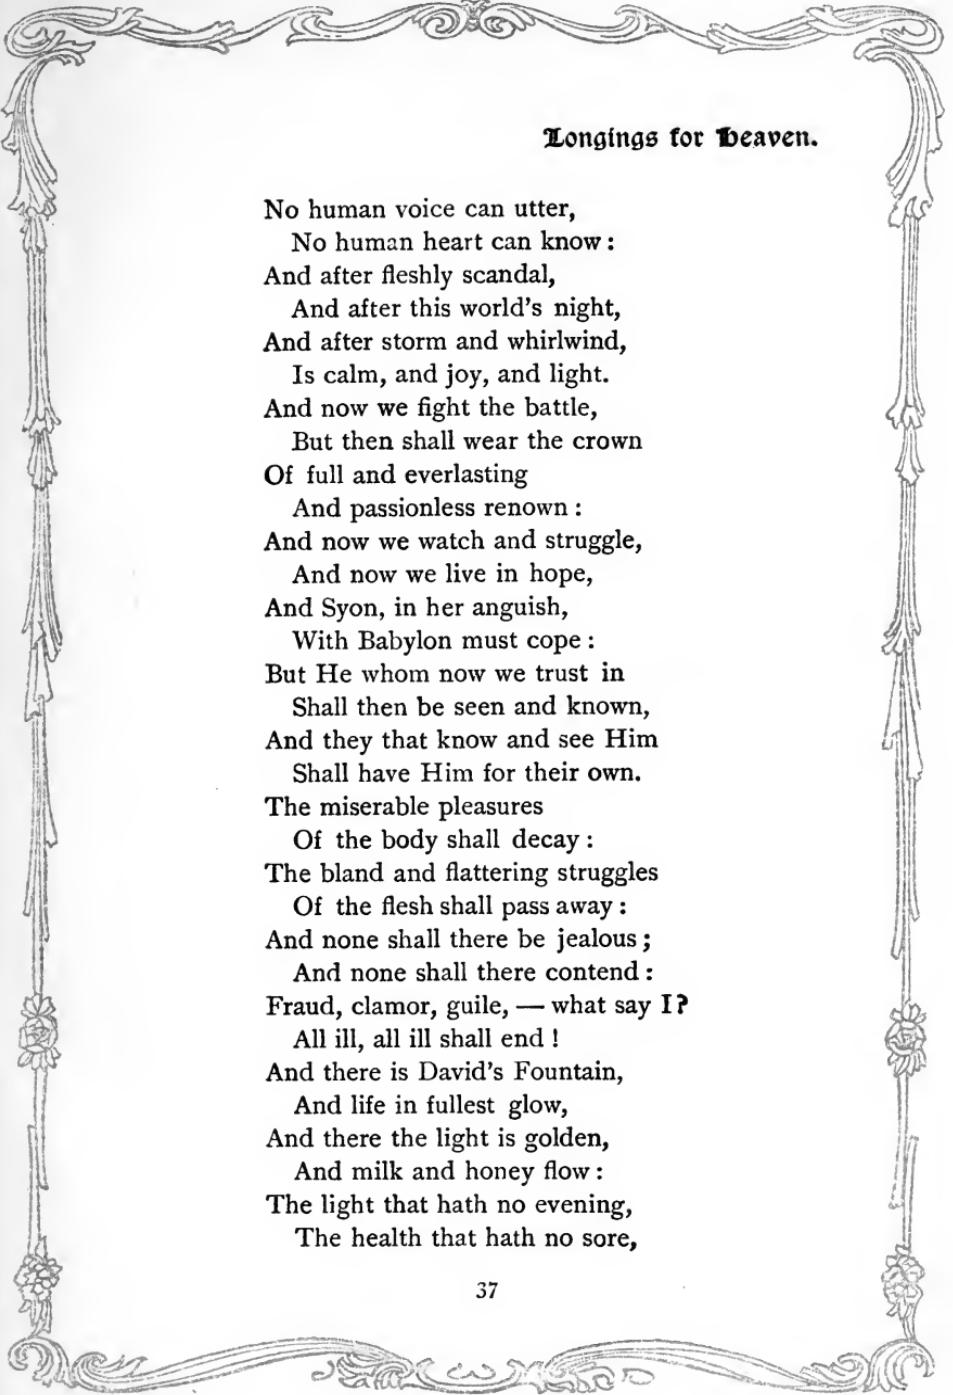 Longings for Heaven.
No human voice can utter,
No human heart can know :
And after fleshly scandal,
And after this world's night,
And after storm and whirlwind,
Is calm, and joy, and light.
And now we fight the battle,
But then shall wear the crown
Of full and everlasting
And passionless renown :
And now we watch and struggle,
And now we live in hope,
And Syon, in her anguish,
With Babylon must cope :
But He whom now we trust in
Shall then be seen and known,
And they that know and see Him
Shall have Him for their own.
The miserable pleasures
Of the body shall decay :
The bland and flattering struggles
Of the flesh shall pass away :
And none shall there be jealous ;
And none shall there contend :
Fraud, clamor, guile, — what say I?
All ill, all ill shall end !
And there is David's Fountain,
And life in fullest glow,
And there the light is golden,
And milk and honey flow :
The light that hath no evening,
The health that hath no sore,
37